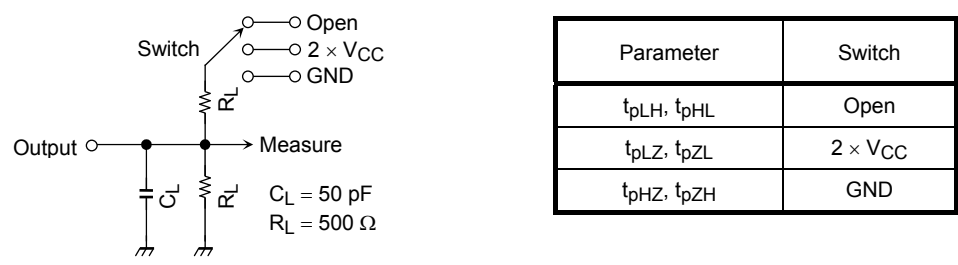 Open
Switch
2 × VCC
GND
RL
Output
Measure
CL
RL
CL = 50 pF
RL = 500 Ω
Parameter Switch
tpLH, tpHL Open
tpLZ, tpZL 2 × VCC
tpHZ, tpZH GND